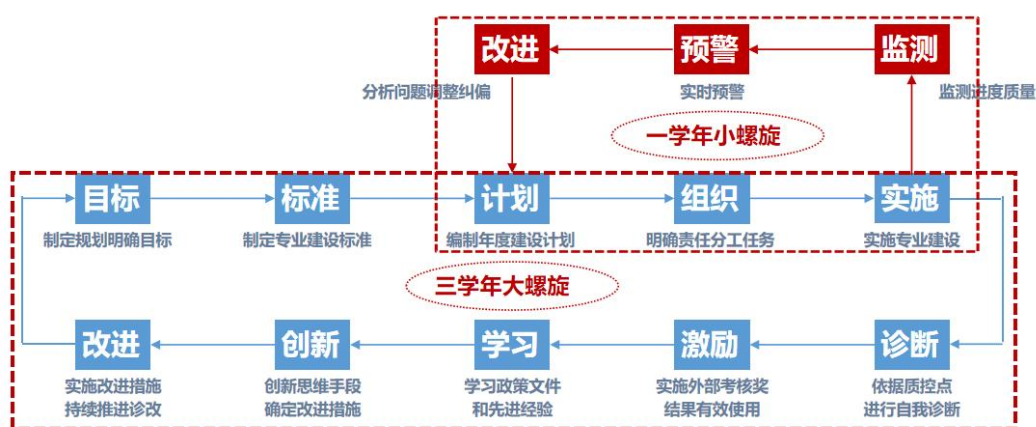 改进
预警
监测
分析问题调整纠偏
实时预警
监测进度质量
一学年小螺旋
目标
标准
计划
组织
实施
制定规划明确目标
制定专业建设标准
编制年度建设计划
明确责任分工任务
实施专业建设
三学年大螺旋
改进
创新
学习
激励
诊断
实施改进措施
持续推进诊改
创新思维手段
确定改进措施
学习政策文件
和先进经验
实施外部考核奖
结果有效使用
依据质控点
进行自我诊断